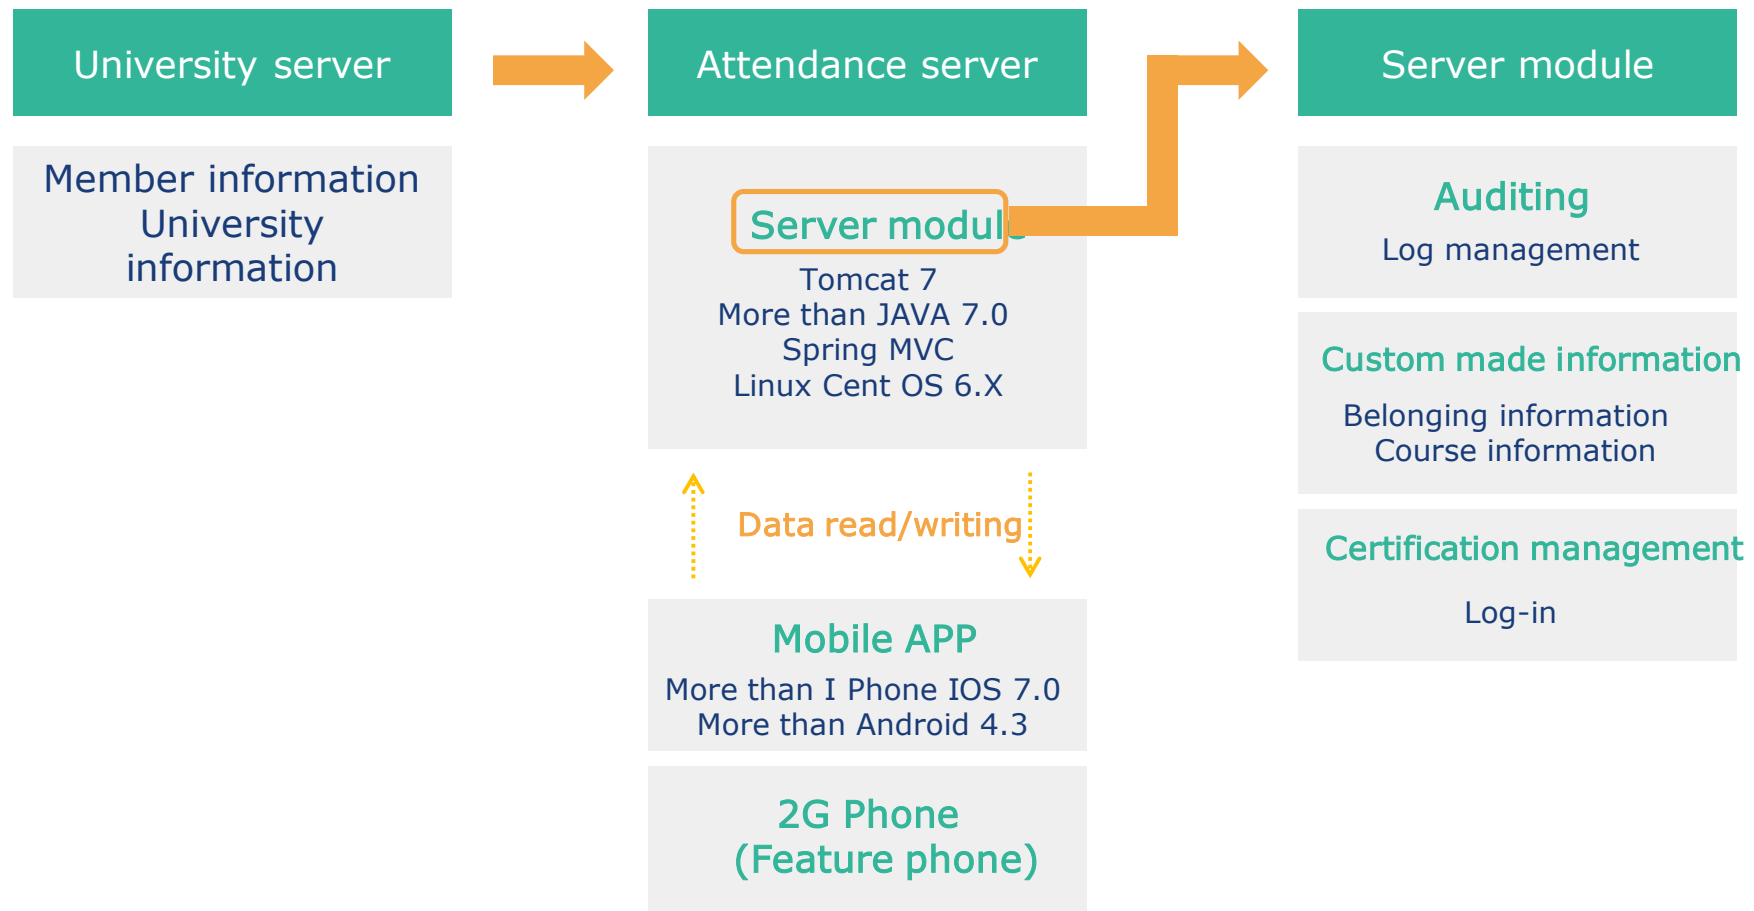 University server
Member information
University
information
Attendance server
Server module
Tomcat 7
More than JAVA 7.0
Spring MVC
Linux Cent OS 6.X
Data read/writing
Mobile APP
More than I Phone IOS 7.0
More than Android 4.3
2G Phone
(Feature phone)
Server module
Auditing
Log management
Custom made information
Belonging information
Course information
Certification management
Log-in